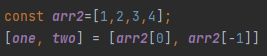 const arr2=[1,2,3,4];
[one, two] = [arr2[0], arr2[-1]]